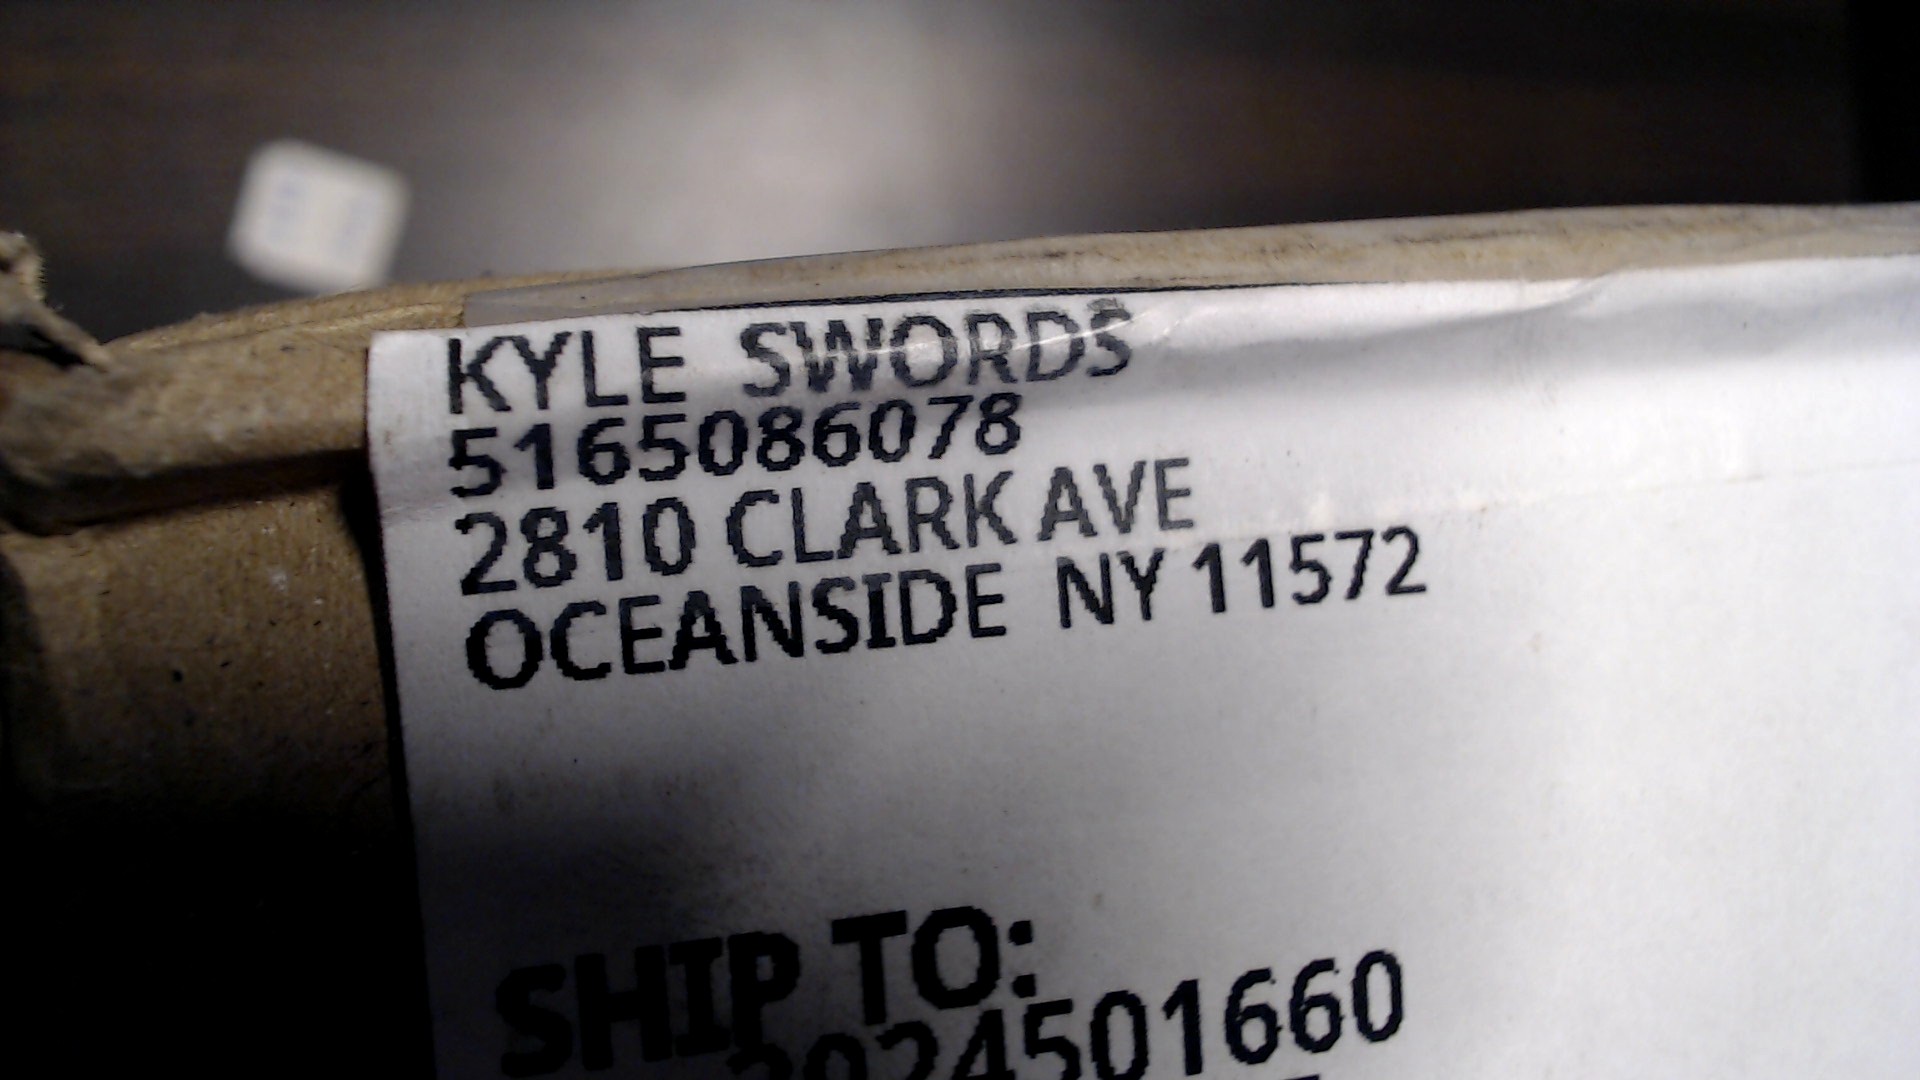 KYLE SWORDS
5165086078
2810 CLARK AVE
OCEANSIDE NY 11572
SHIP TO: